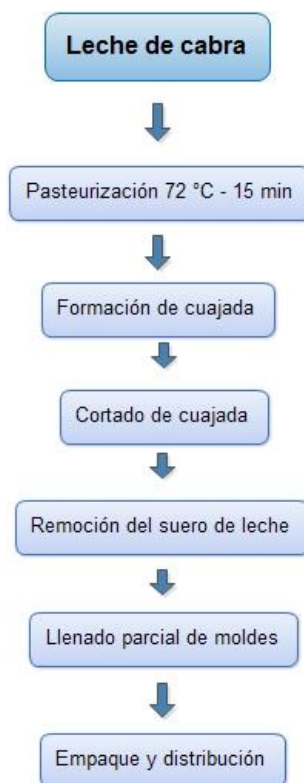 Leche de cabra
Pasteurización 72 °C - 15 min
Formación de cuajada
Cortado de cuajada
Remoción del suero de leche
Llenado parcial de moldes
Empaque y distribución